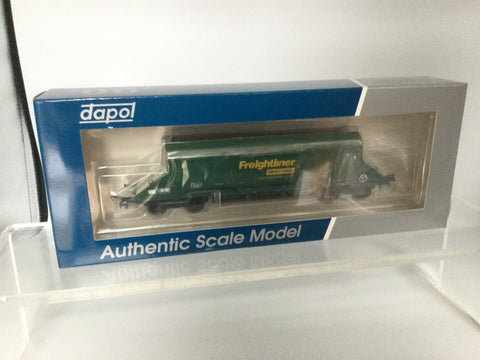 dapol
Freightliner
HEAVY HAUL
Authentic Scale Model